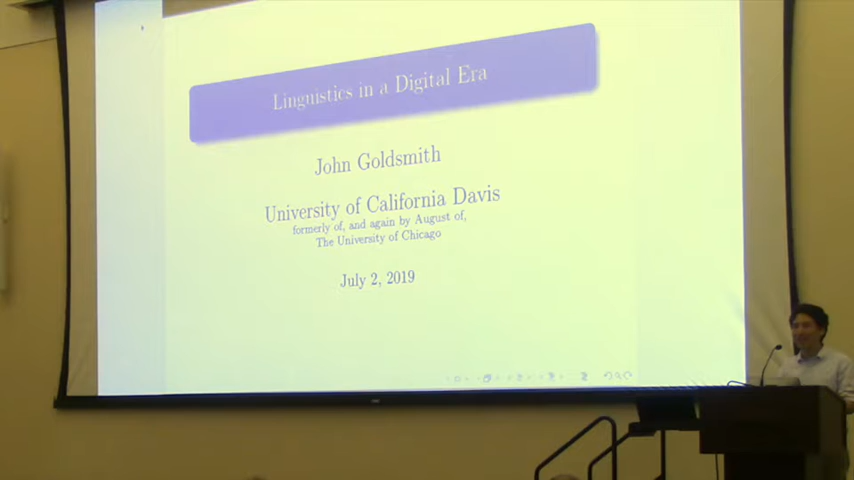 Linguistics in a Digital Era
John Goldsmith
University of California Davis
formerly of, and again by August of,
The University of Chicago
July 2, 2019